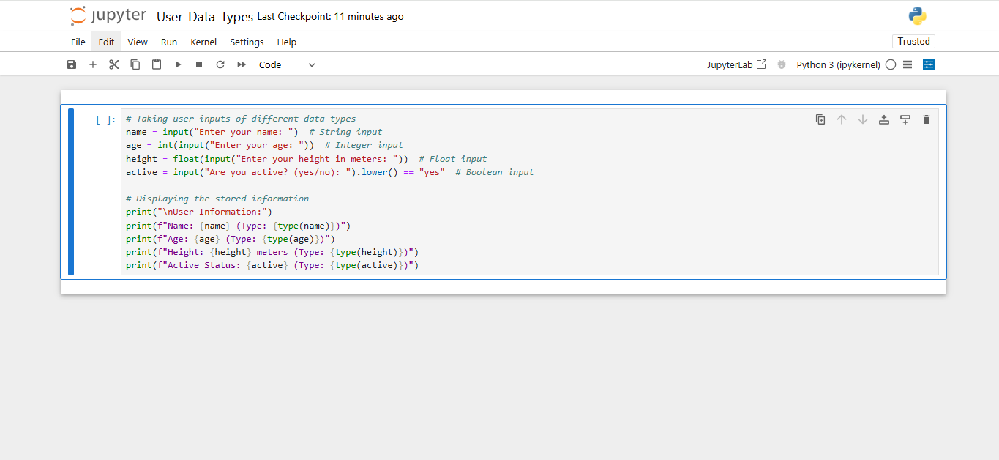 jupyter User_Data_Types Last Checkpoint: 11 minutes ago
File Edit View Run Kernel Settings Help Trusted
Code JupyterLab Python 3 (ipykernel)
[ ]: # Taking user inputs of different data types
name = input("Enter your name: ")  # String input
age = int(input("Enter your age: "))  # Integer input
height = float(input("Enter your height in meters: "))  # Float input
active = input("Are you active? (yes/no): ").lower() == "yes"  # Boolean input
# Displaying the stored information
print("\nUser Information:")
print(f"Name: {name} (Type: {type(name)})")
print(f"Age: {age} (Type: {type(age)})")
print(f"Height: {height} meters (Type: {type(height)})")
print(f"Active Status: {active} (Type: {type(active)})")